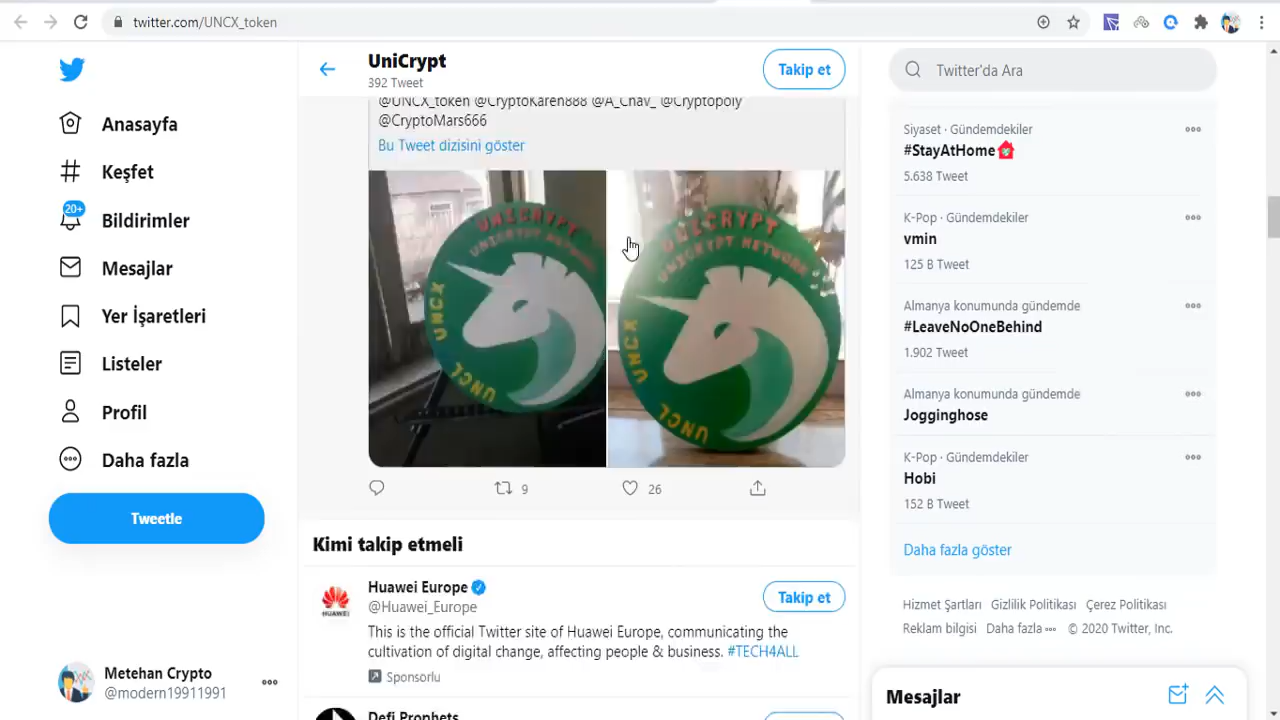 twitter.com/UNCX_token
Anasayfa
Keşfet
20+
Bildirimler
Mesajlar
Yer İşaretleri
Listeler
Profil
Daha fazla
Tweetle
Metehan Crypto
@modern19911991
UniCrypt
392 Tweet
Takip et
@UNCX_token @CryptoKaren888 @A_Chav_ @Cryptopoly
@CryptoMars666
Bu Tweet dizisini göster
UNICRYPT
UNICRYPT NETWORK
UNCX
UNCL
UNICRYPT
UNICRYPT NETWORK
UNCX
UNCL
9
26
Kimi takip etmeli
Huawei Europe
@Huawei_Europe
Takip et
HUAWEI
This is the official Twitter site of Huawei Europe, communicating the
cultivation of digital change, affecting people & business. #TECH4ALL
Sponsorlu
Defi Prophets
Twitter'da Ara
Siyaset · Gündemdekiler
#StayAtHome
5.638 Tweet
K-Pop · Gündemdekiler
vmin
125 B Tweet
Almanya konumunda gündemde
#LeaveNoOneBehind
1.902 Tweet
Almanya konumunda gündemde
Jogginghose
K-Pop · Gündemdekiler
Hobi
152 B Tweet
Daha fazla göster
Hizmet Şartları Gizlilik Politikası Çerez Politikası
Reklam bilgisi Daha fazla ••• © 2020 Twitter, Inc.
Mesajlar